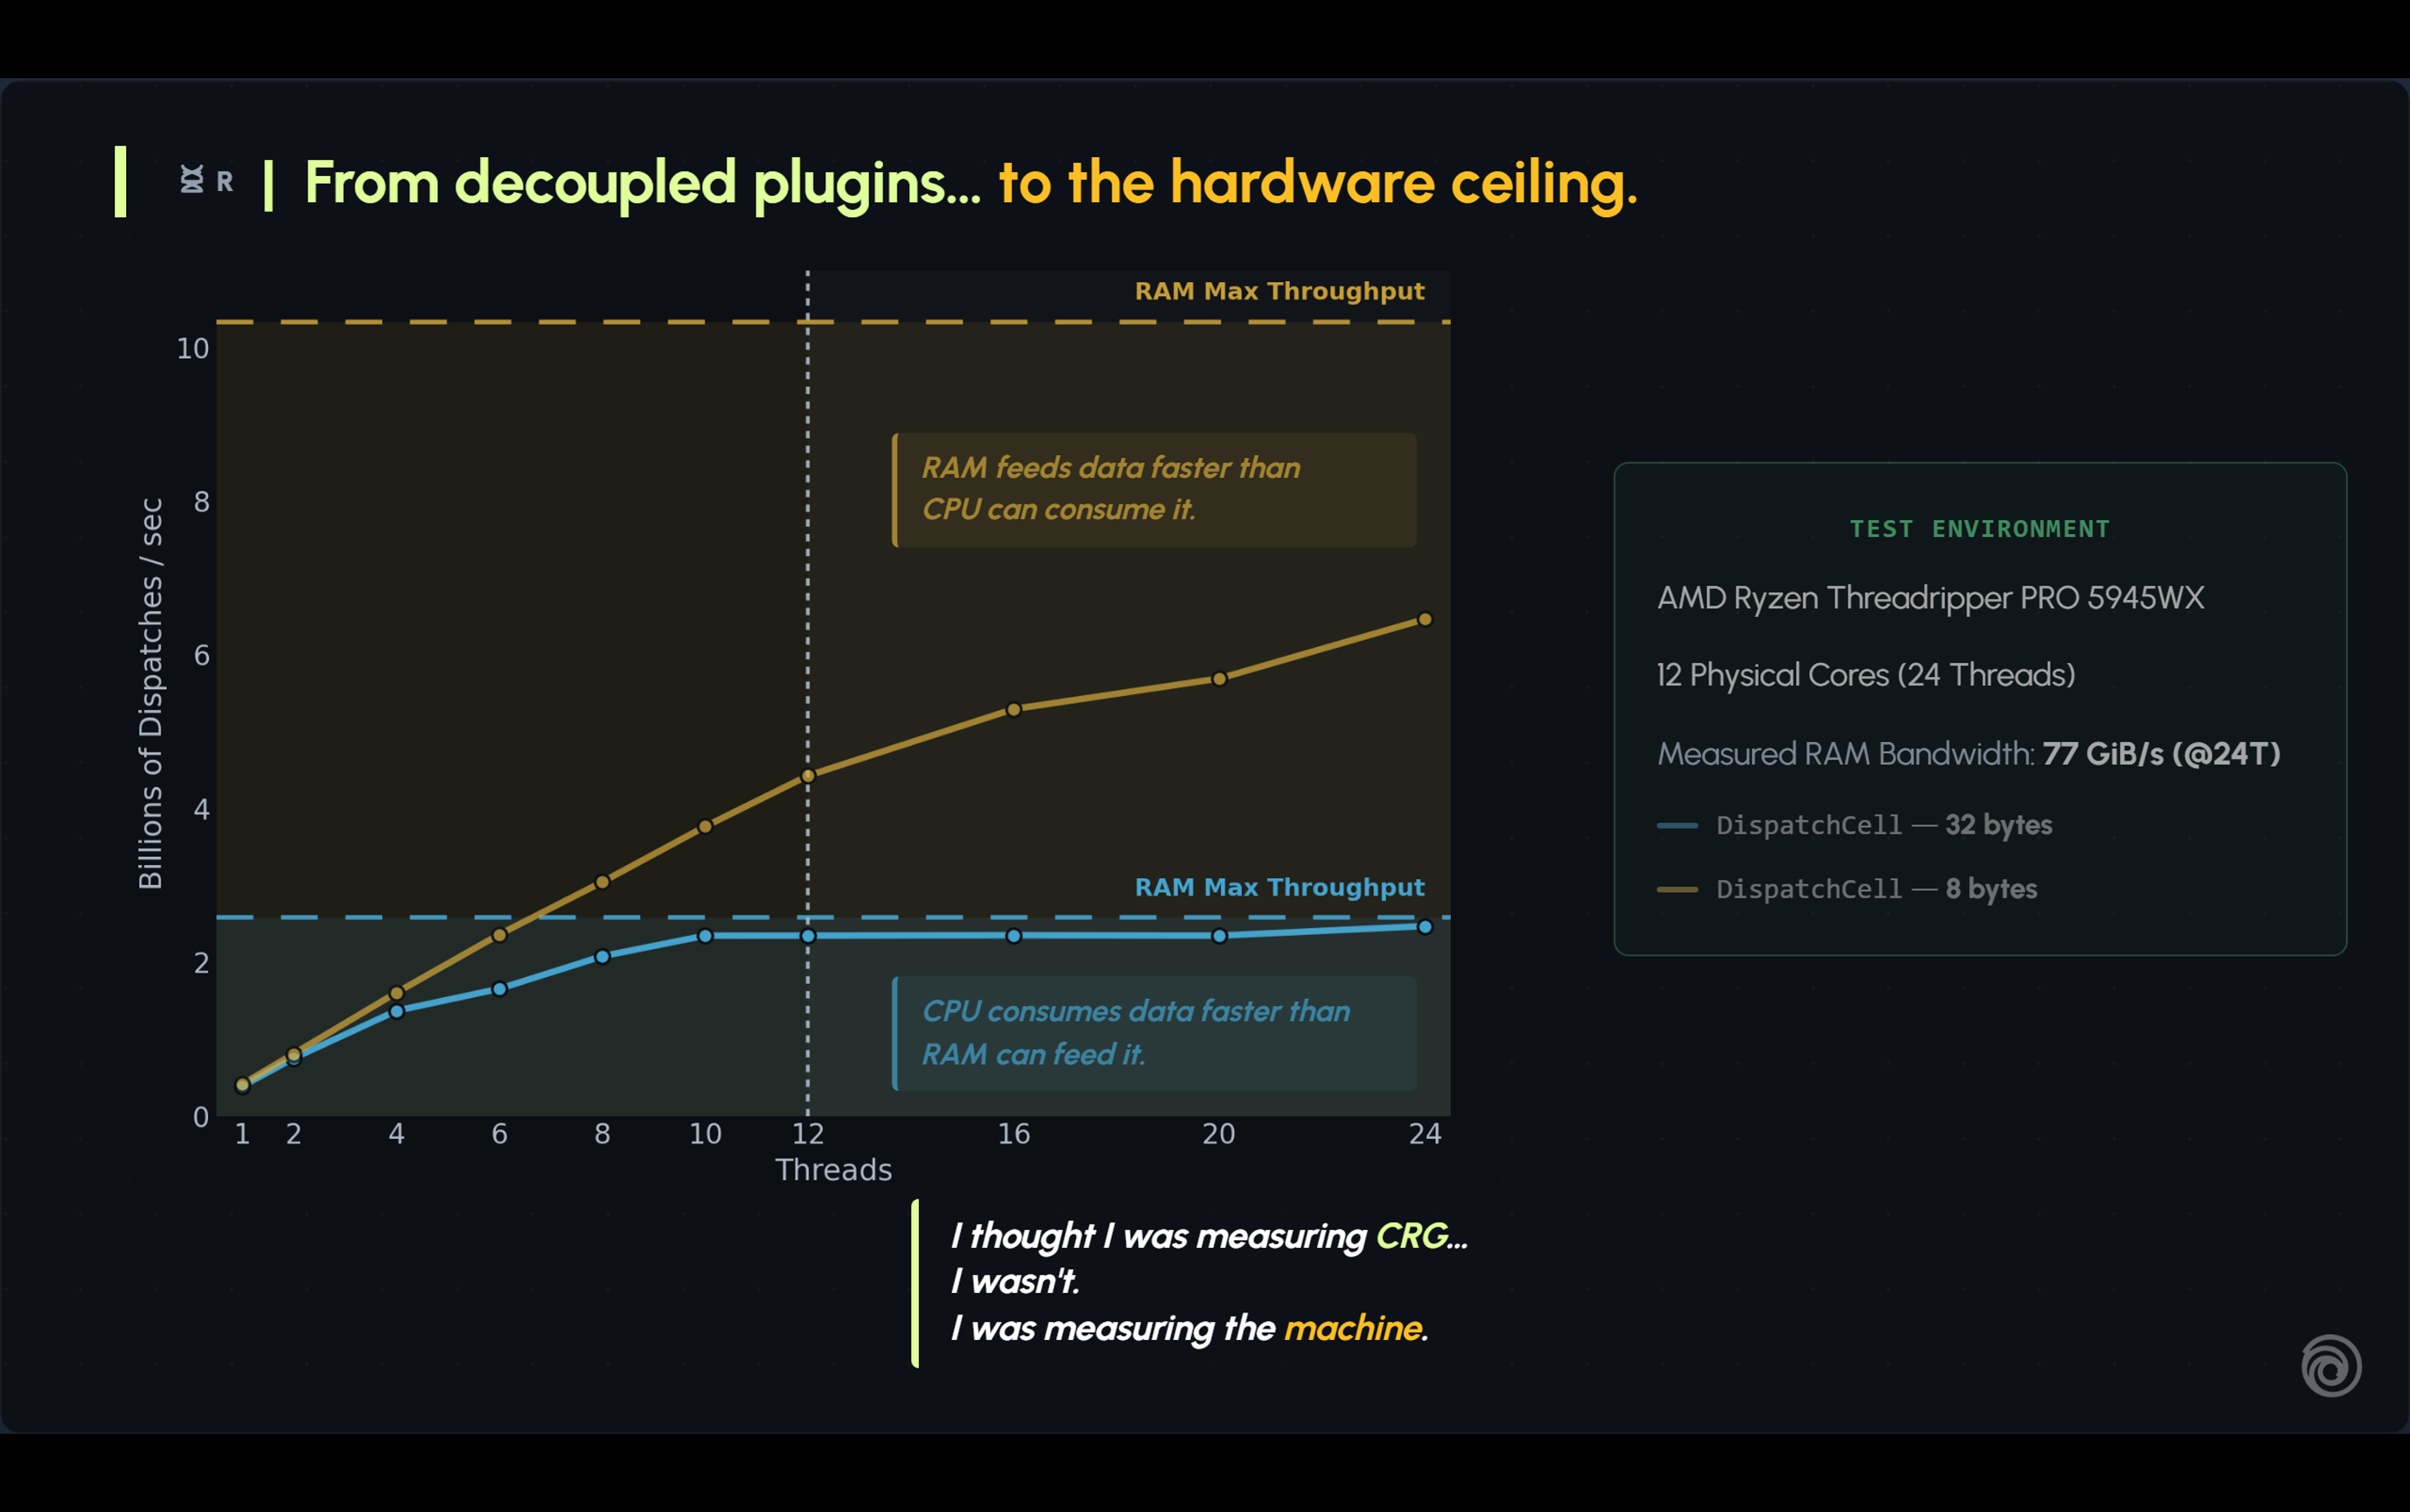 R
From decoupled plugins... to the hardware ceiling.
RAM Max Throughput
10
8
6
4
2
0
Billions of Dispatches / sec
RAM feeds data faster than
CPU can consume it.
RAM Max Throughput
CPU consumes data faster than
RAM can feed it.
1 2 4 6 8 10 12 16 20 24
Threads
TEST ENVIRONMENT
AMD Ryzen Threadripper PRO 5945WX
12 Physical Cores (24 Threads)
Measured RAM Bandwidth: 77 GiB/s (@24T)
DispatchCell — 32 bytes
DispatchCell — 8 bytes
I thought I was measuring CRG...
I wasn't.
I was measuring the machine.